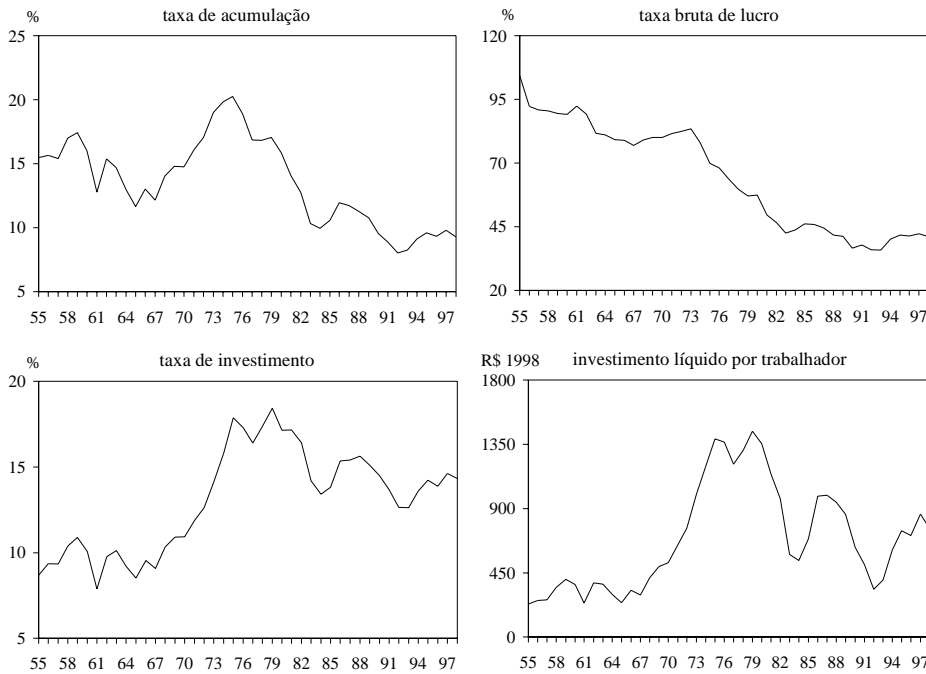 % taxa de acumulação
25
20
15
10
5
55 58 61 64 67 70 73 76 79 82 85 88 91 94 97
% taxa bruta de lucro
120
95
70
45
20
55 58 61 64 67 70 73 76 79 82 85 88 91 94 97
% taxa de investimento
20
15
10
5
55 58 61 64 67 70 73 76 79 82 85 88 91 94 97
R$ 1998 investimento líquido por trabalhador
1800
1350
900
450
0
55 58 61 64 67 70 73 76 79 82 85 88 91 94 97